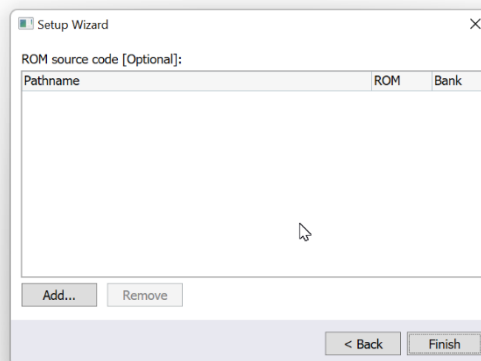 Setup Wizard
ROM source code [Optional]:
Pathname ROM Bank
Add... Remove
< Back Finish